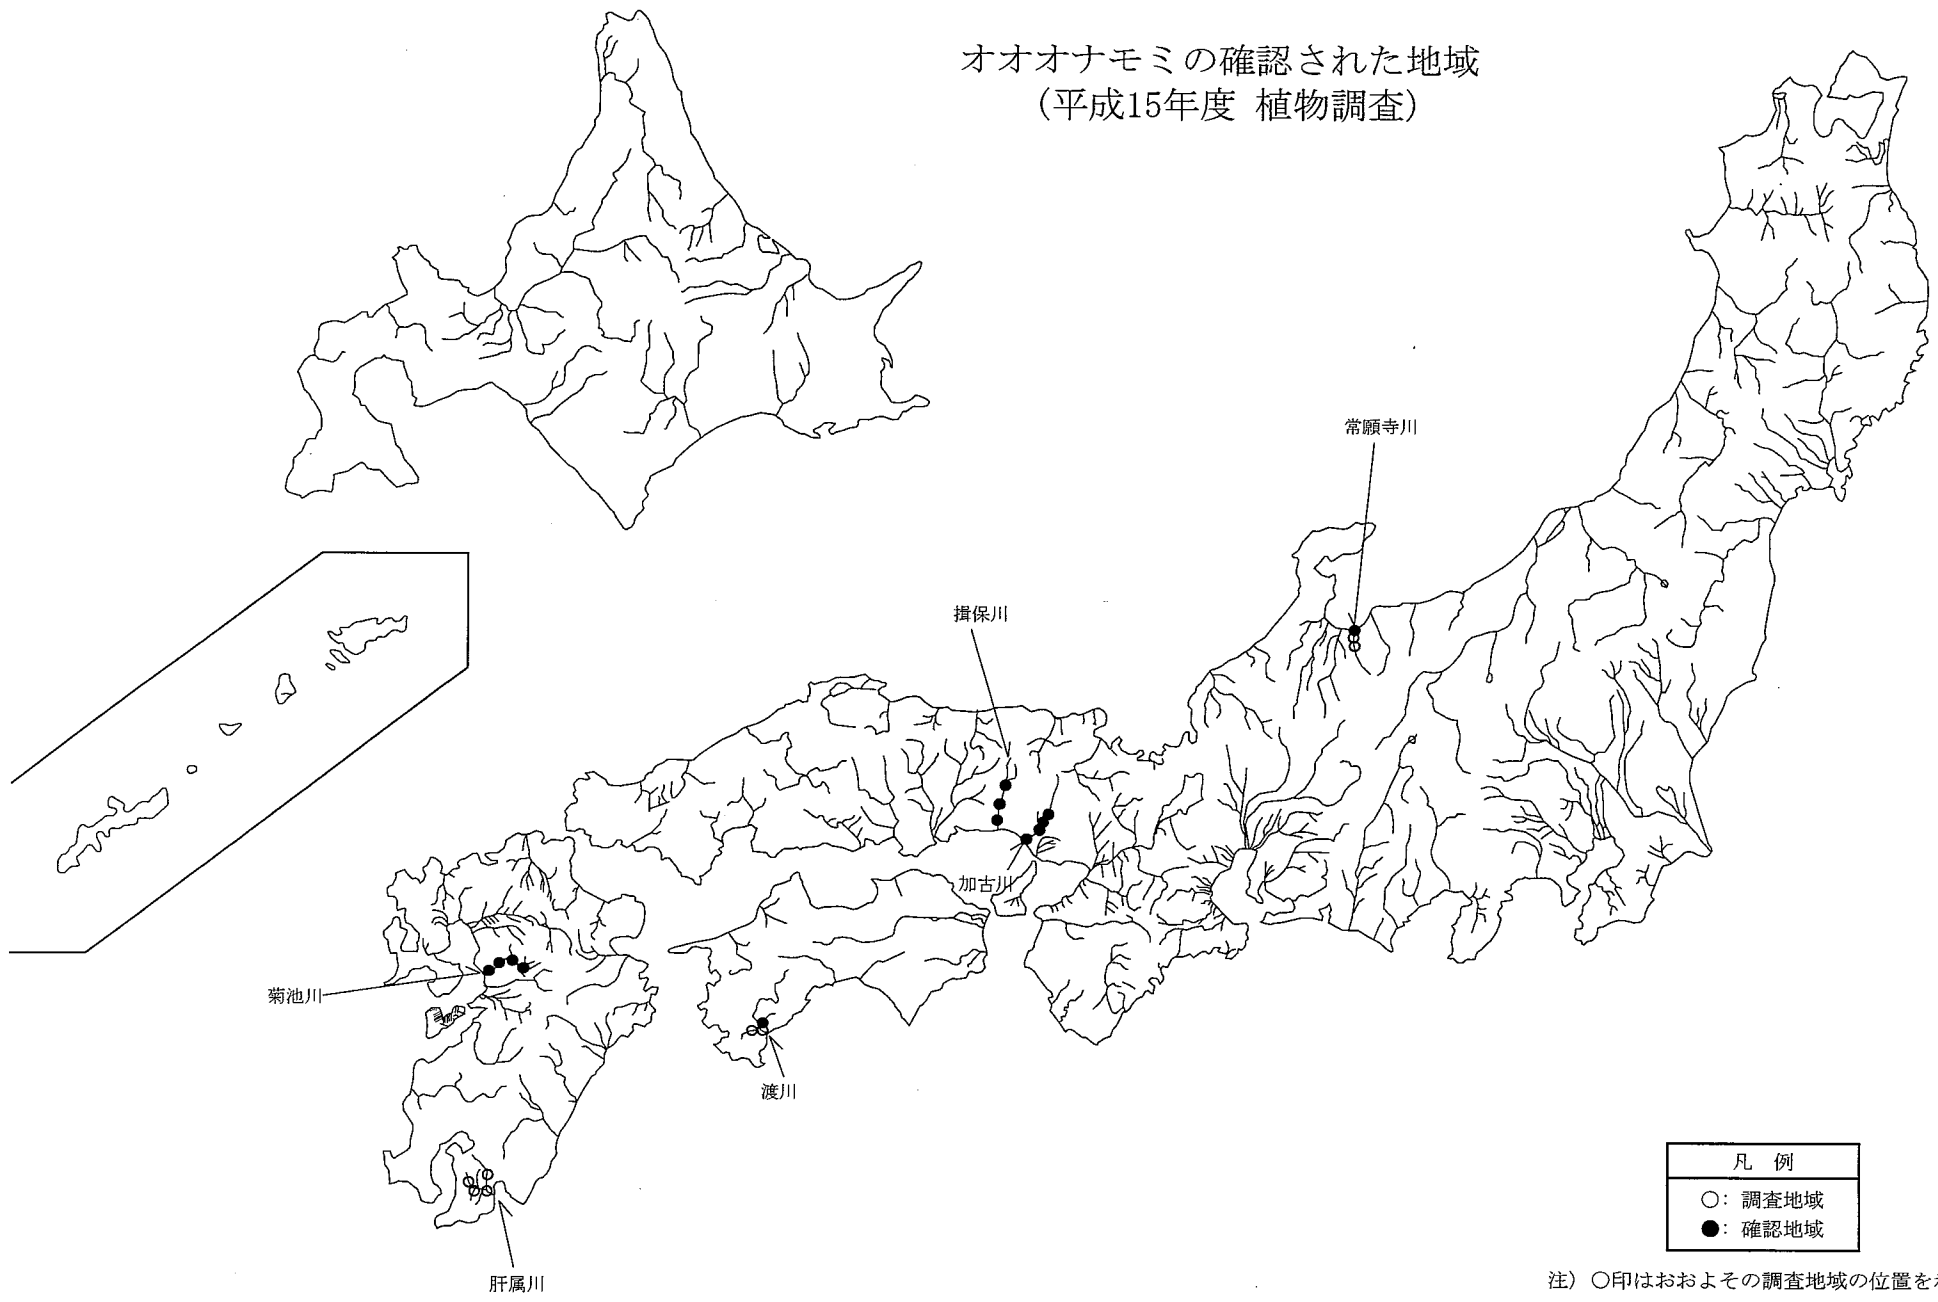 オオオナモミの確認された地域
(平成15年度 植物調査)
常願寺川
揖保川
加古川
菊池川
渡川
肝属川
凡 例
○: 調査地域
●: 確認地域
注) ○印はおおよその調査地域の位置を